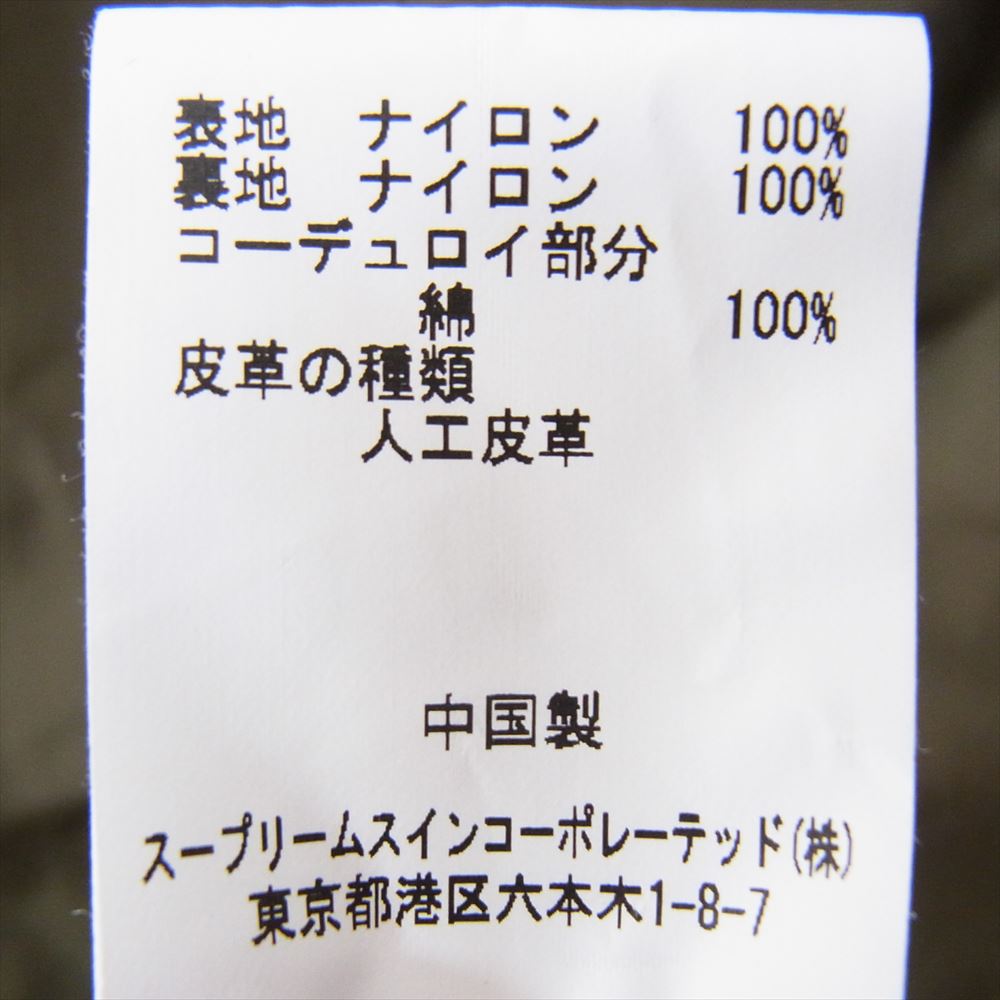 表地　ナイロン　　100%
裏地　ナイロン　　100%
コーデュロイ部分
綿　　　　100%
皮革の種類
人工皮革
中国製
スープリームスインコーポレーテッド(株)
東京都港区六本木1-8-7